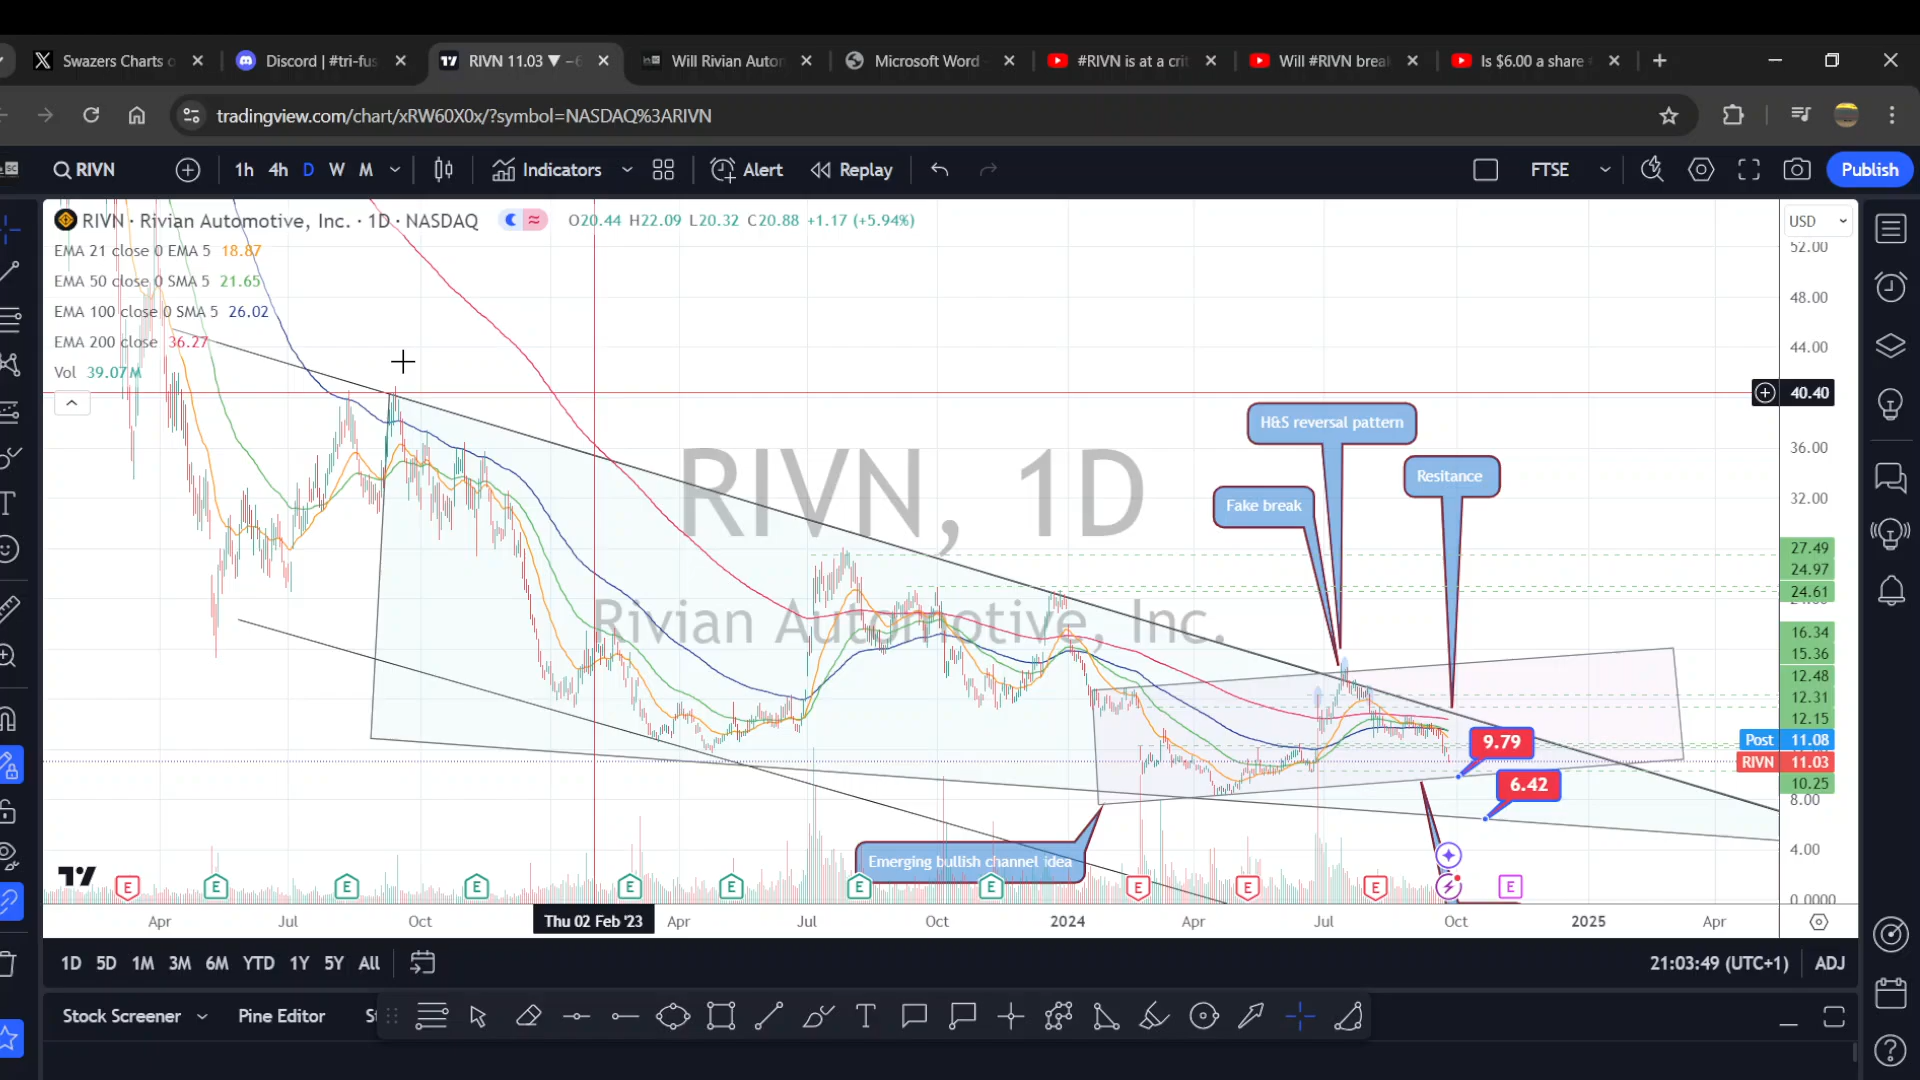 Swazers Charts o
Discord | #tri-fus
RIVN 11.03 ▼ −6
Will Rivian Auton
Microsoft Word -
#RIVN is at a crit
Will #RIVN break
Is $6.00 a share #
tradingview.com/chart/xRW60X0x/?symbol=NASDAQ%3ARIVN
RIVN
1h 4h D W M
Indicators
Alert
Replay
FTSE
Publish
RIVN · Rivian Automotive, Inc. · 1D · NASDAQ
O20.44 H22.09 L20.32 C20.88 +1.17 (+5.94%)
USD
EMA 21 close 0 EMA 5 18.87
EMA 50 close 0 SMA 5 21.65
EMA 100 close 0 SMA 5 26.02
EMA 200 close 36.27
Vol 39.07M
52.00
48.00
44.00
40.40
36.00
32.00
27.49
24.97
24.61
16.34
15.36
12.48
12.31
12.15
Post 11.08
RIVN 11.03
10.25
8.00
4.00
0.0000
RIVN, 1D
Rivian Automotive, Inc.
H&S reversal pattern
Resitance
Fake break
9.79
6.42
Emerging bullish channel idea
E E E E E E E E E E E E
Apr Jul Oct Thu 02 Feb '23 Apr Jul Oct 2024 Apr Jul Oct 2025 Apr
1D 5D 1M 3M 6M YTD 1Y 5Y All
21:03:49 (UTC+1) ADJ
Stock Screener Pine Editor